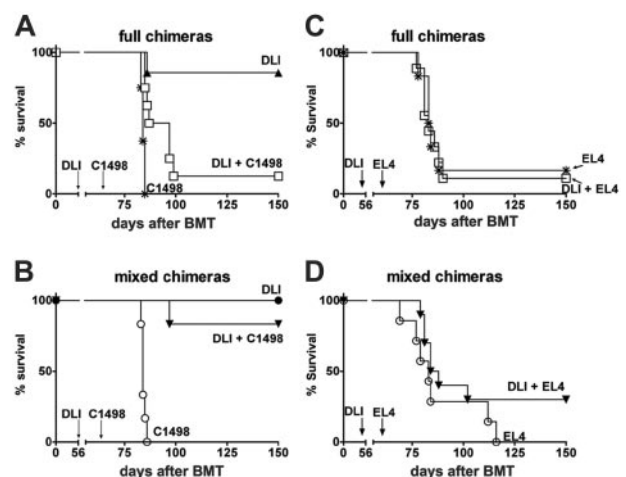 A
full chimeras
100
50
0
% survival
DLI
DLI + C1498
C1498
DLI
C1498
0
56
75
100
125
150
days after BMT
C
full chimeras
100
50
0
% survival
EL4
DLI + EL4
DLI
EL4
0
56
75
100
125
150
days after BMT
B
mixed chimeras
100
50
0
% survival
DLI
DLI + C1498
C1498
DLI
C1498
0
56
75
100
125
150
days after BMT
D
mixed chimeras
100
50
0
% survival
DLI + EL4
EL4
DLI
EL4
0
56
75
100
125
150
days after BMT